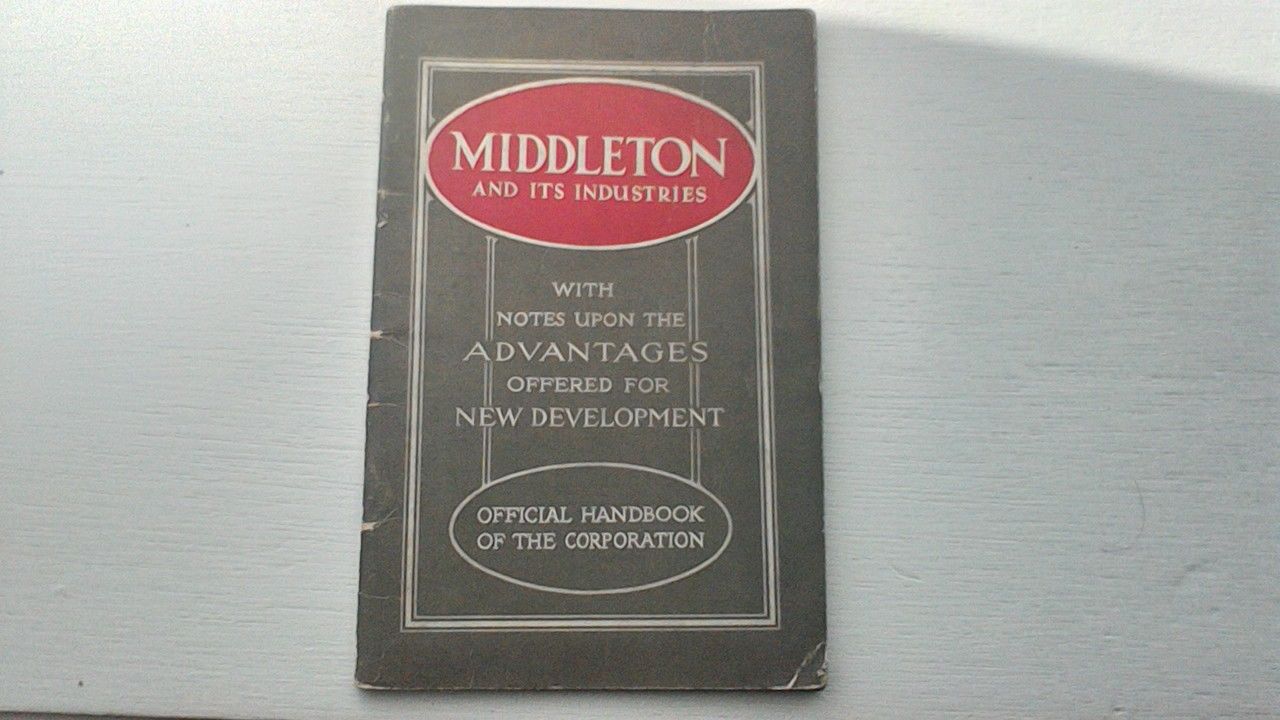 MIDDLETON
AND ITS INDUSTRIES
WITH
NOTES UPON THE
ADVANTAGES
OFFERED FOR
NEW DEVELOPMENT
OFFICIAL HANDBOOK
OF THE CORPORATION